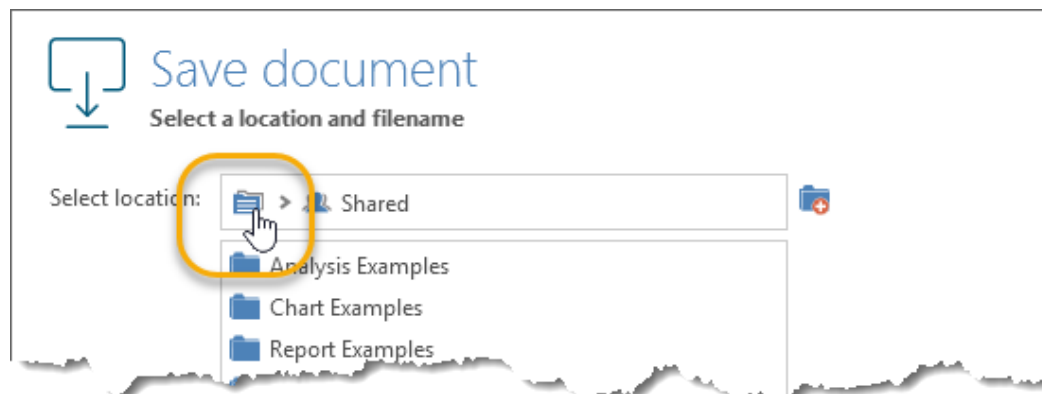 Save document
Select a location and filename
Select location: > Shared
Analysis Examples
Chart Examples
Report Examples